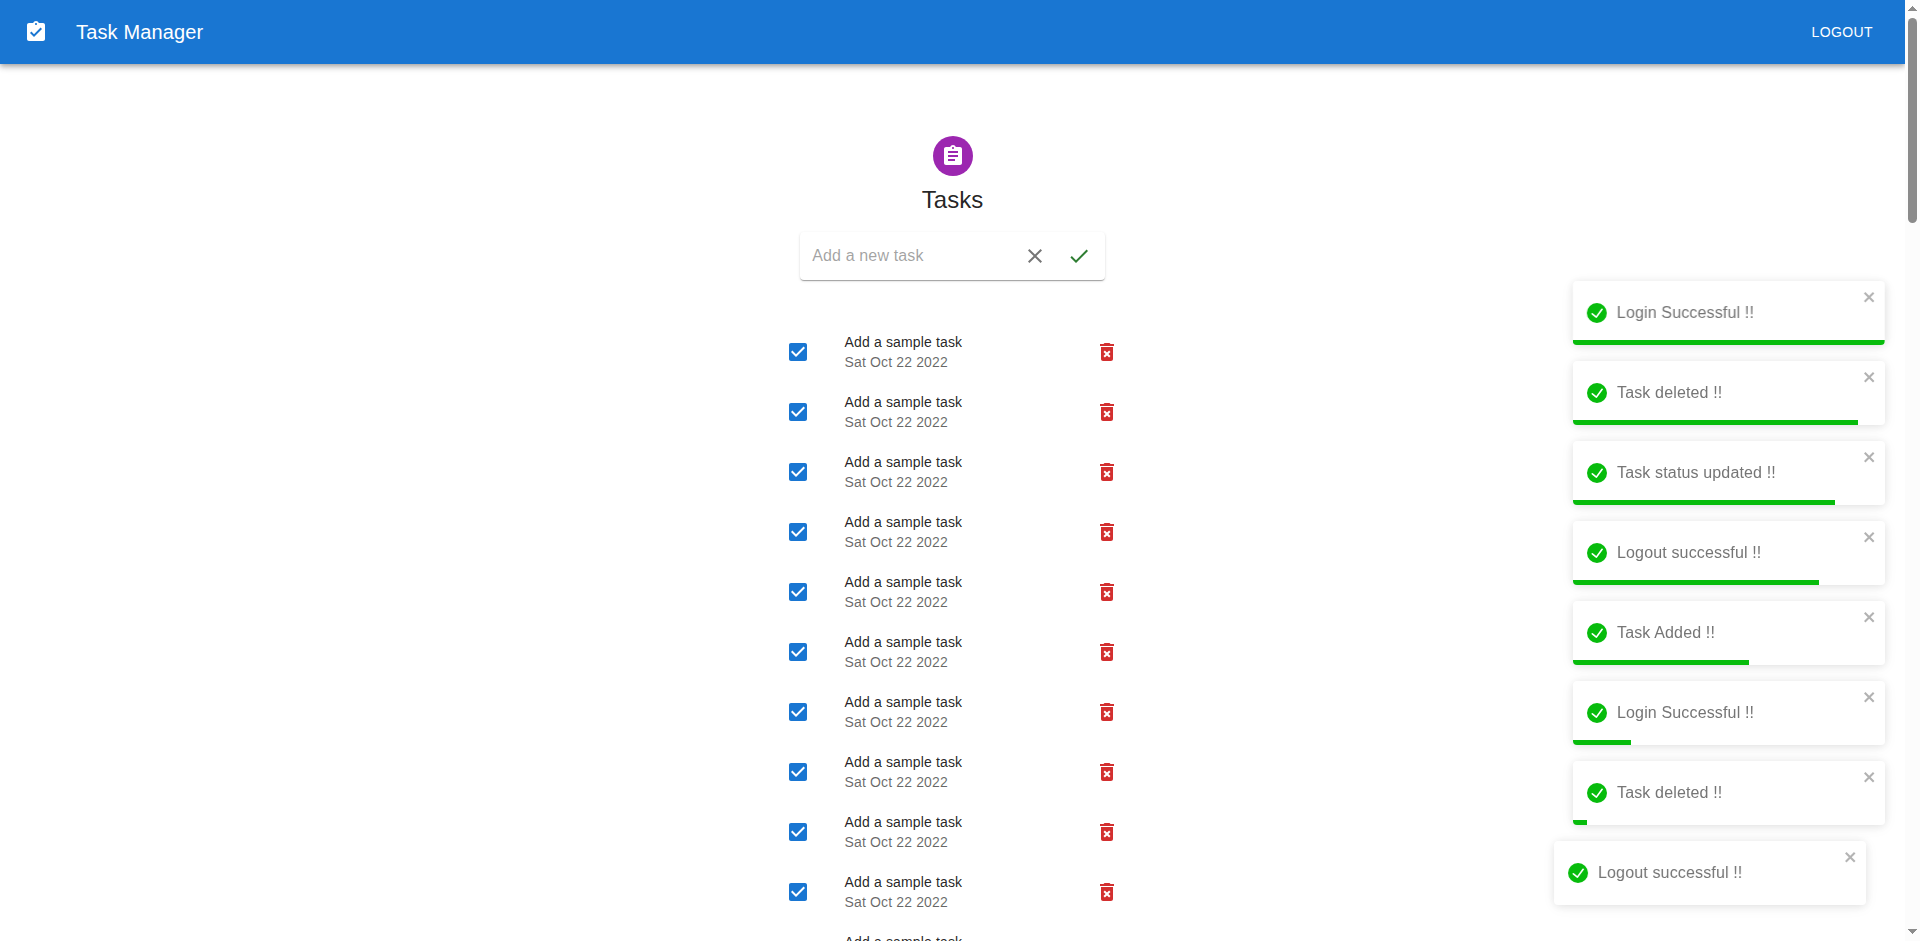 Task Manager
LOGOUT
Tasks
Add a new task
Add a sample task
Sat Oct 22 2022
Add a sample task
Sat Oct 22 2022
Add a sample task
Sat Oct 22 2022
Add a sample task
Sat Oct 22 2022
Add a sample task
Sat Oct 22 2022
Add a sample task
Sat Oct 22 2022
Add a sample task
Sat Oct 22 2022
Add a sample task
Sat Oct 22 2022
Add a sample task
Sat Oct 22 2022
Add a sample task
Sat Oct 22 2022
Add a sample task
Login Successful !!
Task deleted !!
Task status updated !!
Logout successful !!
Task Added !!
Login Successful !!
Task deleted !!
Logout successful !!